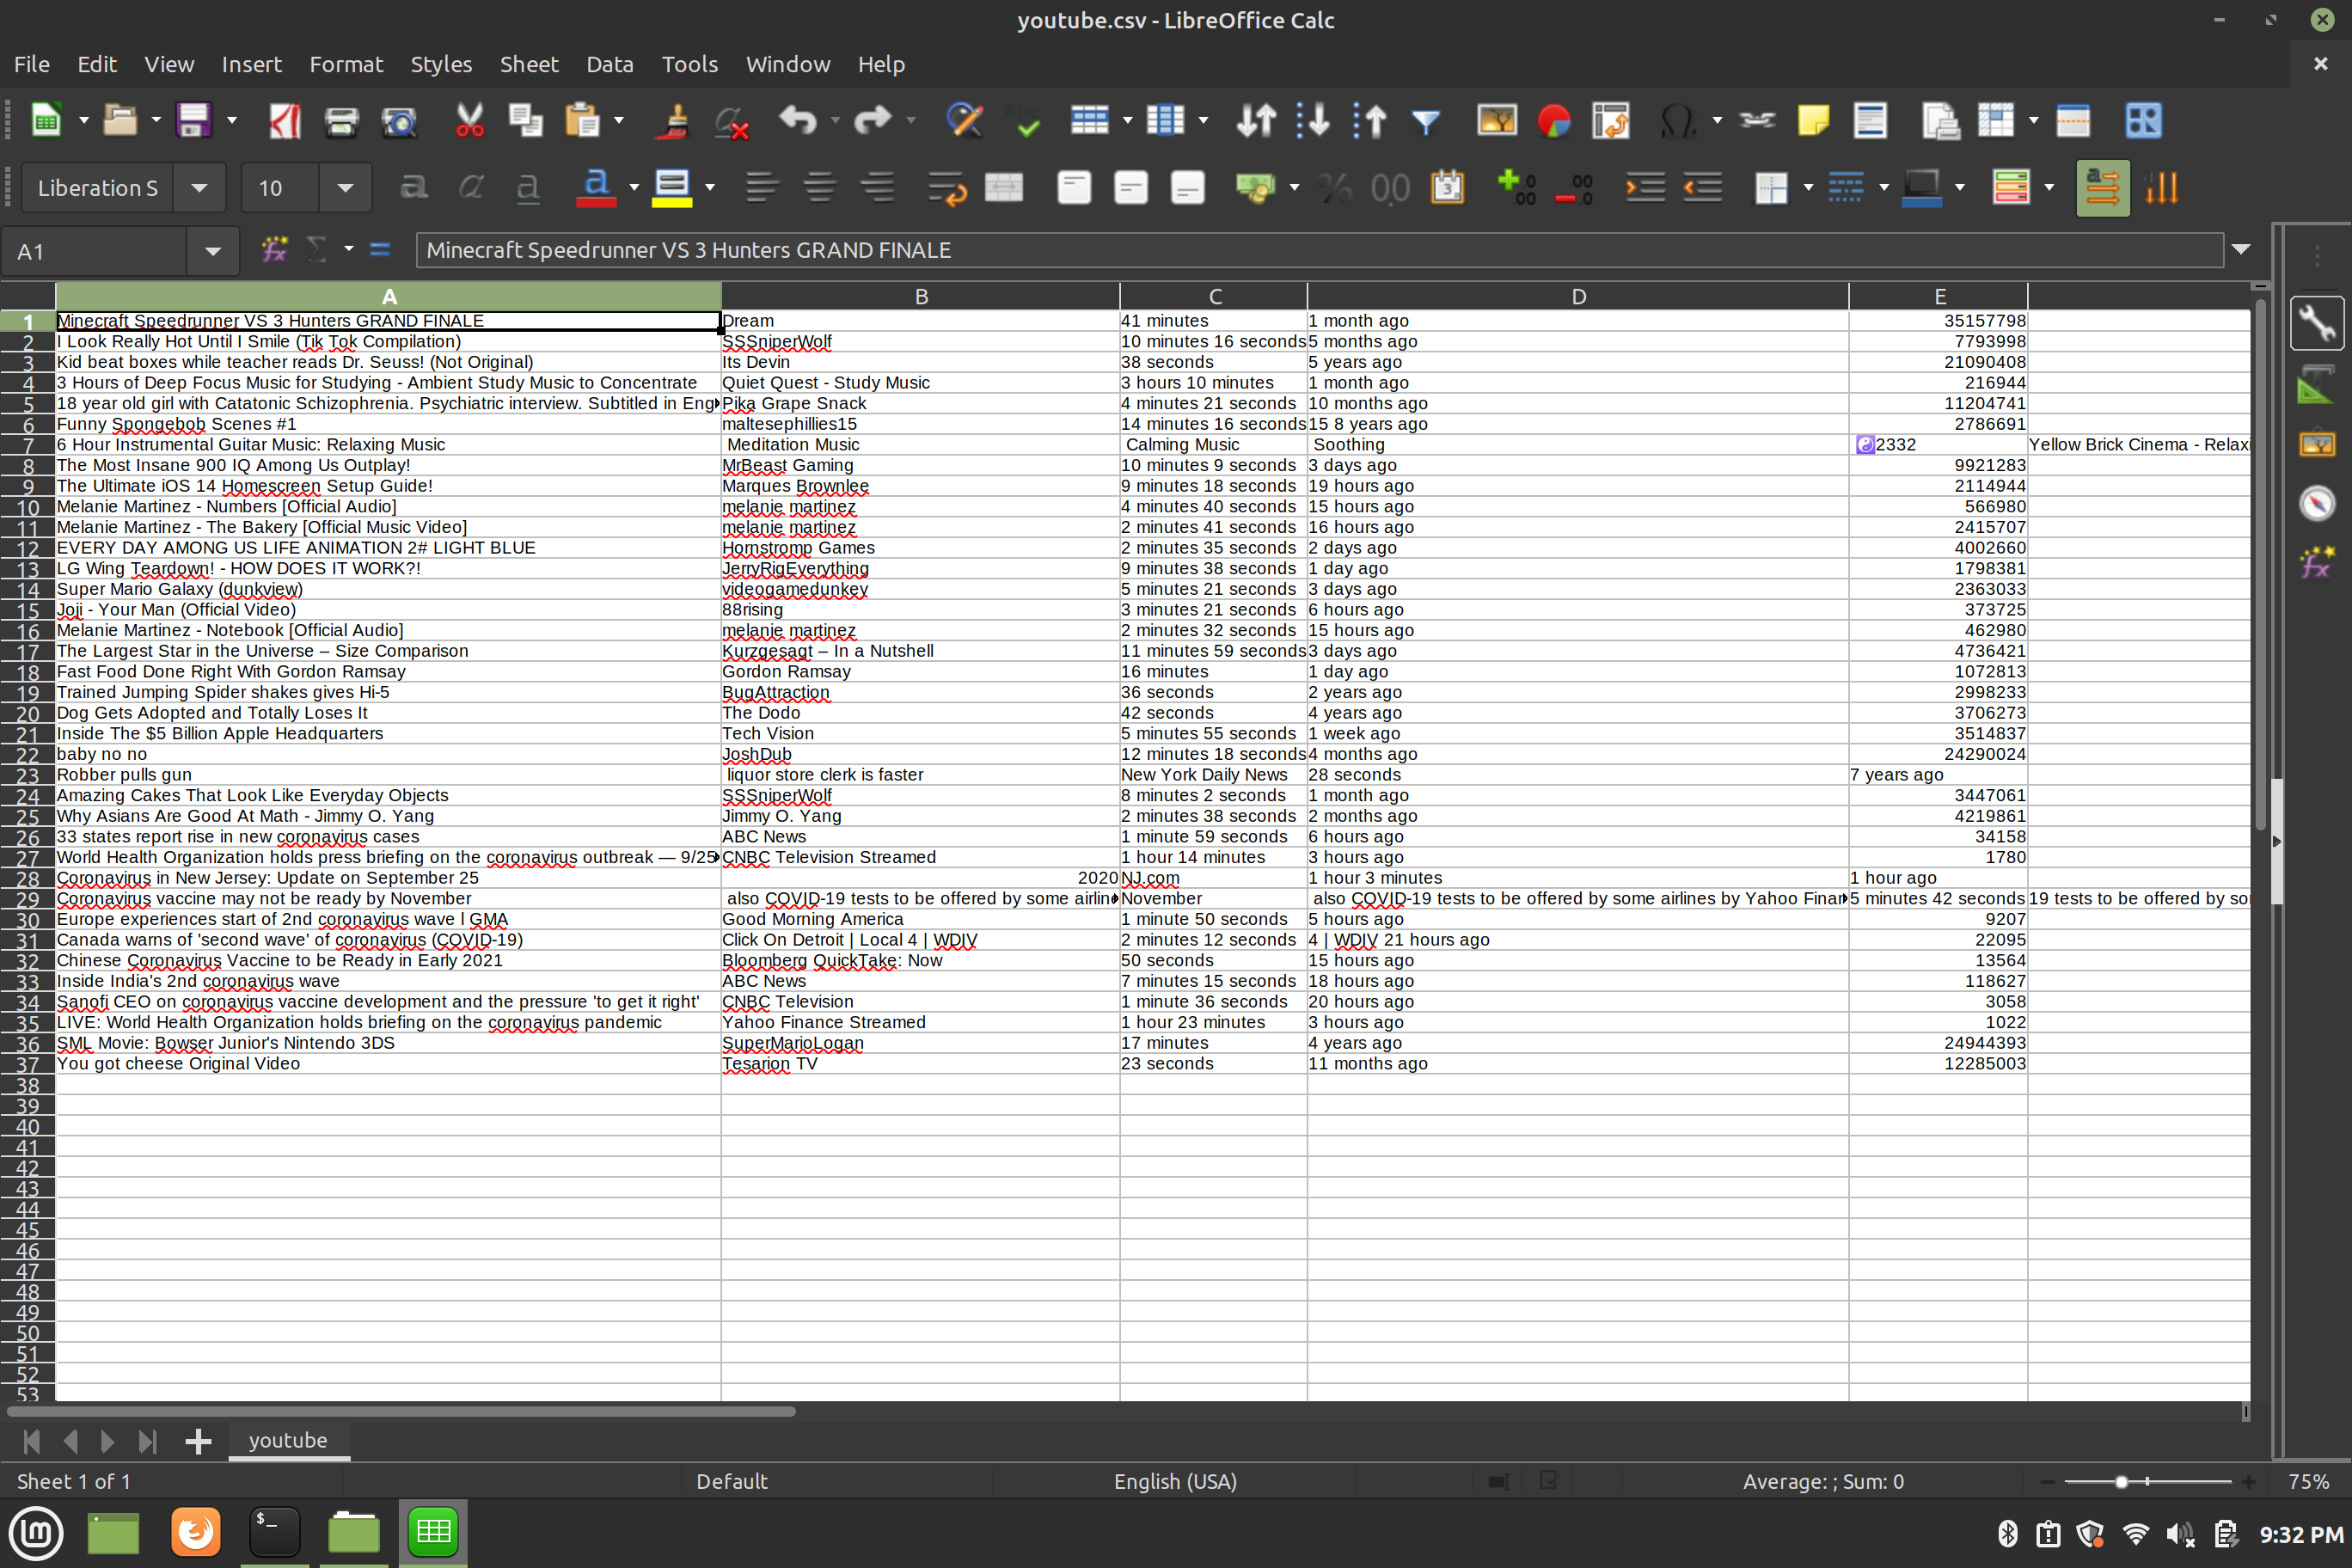 youtube.csv - LibreOffice Calc
File Edit View Insert Format Styles Sheet Data Tools Window Help
Liberation S 10
A1 Minecraft Speedrunner VS 3 Hunters GRAND FINALE
A B C D E
1 Minecraft Speedrunner VS 3 Hunters GRAND FINALE Dream 41 minutes 1 month ago 35157798
2 I Look Really Hot Until I Smile (Tik Tok Compilation) SSSniperWolf 10 minutes 16 seconds 5 months ago 7793998
3 Kid beat boxes while teacher reads Dr. Seuss! (Not Original) Its Devin 38 seconds 5 years ago 21090408
4 3 Hours of Deep Focus Music for Studying - Ambient Study Music to Concentrate Quiet Quest - Study Music 3 hours 10 minutes 1 month ago 216944
5 18 year old girl with Catatonic Schizophrenia. Psychiatric interview. Subtitled in Eng Pika Grape Snack 4 minutes 21 seconds 10 months ago 11204741
6 Funny Spongebob Scenes #1 maltesephillies15 14 minutes 16 seconds 15 8 years ago 2786691
7 6 Hour Instrumental Guitar Music: Relaxing Music Meditation Music Calming Music Soothing ☯2332 Yellow Brick Cinema - Relaxi
8 The Most Insane 900 IQ Among Us Outplay! MrBeast Gaming 10 minutes 9 seconds 3 days ago 9921283
9 The Ultimate iOS 14 Homescreen Setup Guide! Marques Brownlee 9 minutes 18 seconds 19 hours ago 2114944
10 Melanie Martinez - Numbers [Official Audio] melanie martinez 4 minutes 40 seconds 15 hours ago 566980
11 Melanie Martinez - The Bakery [Official Music Video] melanie martinez 2 minutes 41 seconds 16 hours ago 2415707
12 EVERY DAY AMONG US LIFE ANIMATION 2# LIGHT BLUE Hornstromp Games 2 minutes 35 seconds 2 days ago 4002660
13 LG Wing Teardown! - HOW DOES IT WORK?! JerryRigEverything 9 minutes 38 seconds 1 day ago 1798381
14 Super Mario Galaxy (dunkview) videogamedunkey 5 minutes 21 seconds 3 days ago 2363033
15 Joji - Your Man (Official Video) 88rising 3 minutes 21 seconds 6 hours ago 373725
16 Melanie Martinez - Notebook [Official Audio] melanie martinez 2 minutes 32 seconds 15 hours ago 462980
17 The Largest Star in the Universe – Size Comparison Kurzgesagt – In a Nutshell 11 minutes 59 seconds 3 days ago 4736421
18 Fast Food Done Right With Gordon Ramsay Gordon Ramsay 16 minutes 1 day ago 1072813
19 Trained Jumping Spider shakes gives Hi-5 BugAttraction 36 seconds 2 years ago 2998233
20 Dog Gets Adopted and Totally Loses It The Dodo 42 seconds 4 years ago 3706273
21 Inside The $5 Billion Apple Headquarters Tech Vision 5 minutes 55 seconds 1 week ago 3514837
22 baby no no JoshDub 12 minutes 18 seconds 4 months ago 24290024
23 Robber pulls gun liquor store clerk is faster New York Daily News 28 seconds 7 years ago
24 Amazing Cakes That Look Like Everyday Objects SSSniperWolf 8 minutes 2 seconds 1 month ago 3447061
25 Why Asians Are Good At Math - Jimmy O. Yang Jimmy O. Yang 2 minutes 38 seconds 2 months ago 4219861
26 33 states report rise in new coronavirus cases ABC News 1 minute 59 seconds 6 hours ago 34158
27 World Health Organization holds press briefing on the coronavirus outbreak — 9/25 CNBC Television Streamed 1 hour 14 minutes 3 hours ago 1780
28 Coronavirus in New Jersey: Update on September 25 2020 NJ.com 1 hour 3 minutes 1 hour ago
29 Coronavirus vaccine may not be ready by November also COVID-19 tests to be offered by some airline November also COVID-19 tests to be offered by some airlines by Yahoo Finan 5 minutes 42 seconds 19 tests to be offered by so
30 Europe experiences start of 2nd coronavirus wave l GMA Good Morning America 1 minute 50 seconds 5 hours ago 9207
31 Canada warns of 'second wave' of coronavirus (COVID-19) Click On Detroit | Local 4 | WDIV 2 minutes 12 seconds 4 | WDIV 21 hours ago 22095
32 Chinese Coronavirus Vaccine to be Ready in Early 2021 Bloomberg QuickTake: Now 50 seconds 15 hours ago 13564
33 Inside India's 2nd coronavirus wave ABC News 7 minutes 15 seconds 18 hours ago 118627
34 Sanofi CEO on coronavirus vaccine development and the pressure 'to get it right' CNBC Television 1 minute 36 seconds 20 hours ago 3058
35 LIVE: World Health Organization holds briefing on the coronavirus pandemic Yahoo Finance Streamed 1 hour 23 minutes 3 hours ago 1022
36 SML Movie: Bowser Junior's Nintendo 3DS SuperMarioLogan 17 minutes 4 years ago 24944393
37 You got cheese Original Video Tesarion TV 23 seconds 11 months ago 12285003
38
39
40
41
42
43
44
45
46
47
48
49
50
51
52
53
youtube
Sheet 1 of 1 Default English (USA) Average: ; Sum: 0 75%
9:32 PM